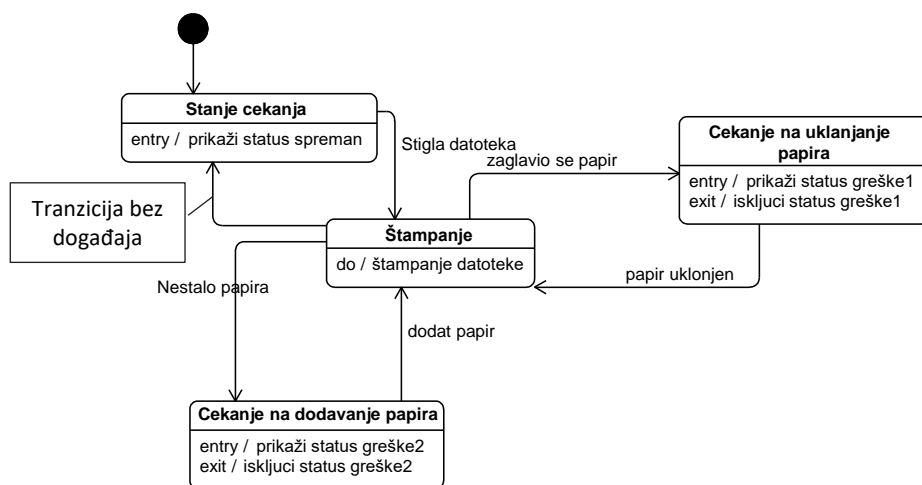 Stanje cekanja
entry / prikaži status spreman
Stigla datoteka
zaglavio se papir
Cekanje na uklanjanje
papira
entry / prikaži status greške1
exit / iskljuci status greške1
Tranzicija bez
događaja
Štampanje
do / štampanje datoteke
Nestalo papira
papir uklonjen
dodat papir
Cekanje na dodavanje papira
entry / prikaži status greške2
exit / iskljuci status greške2